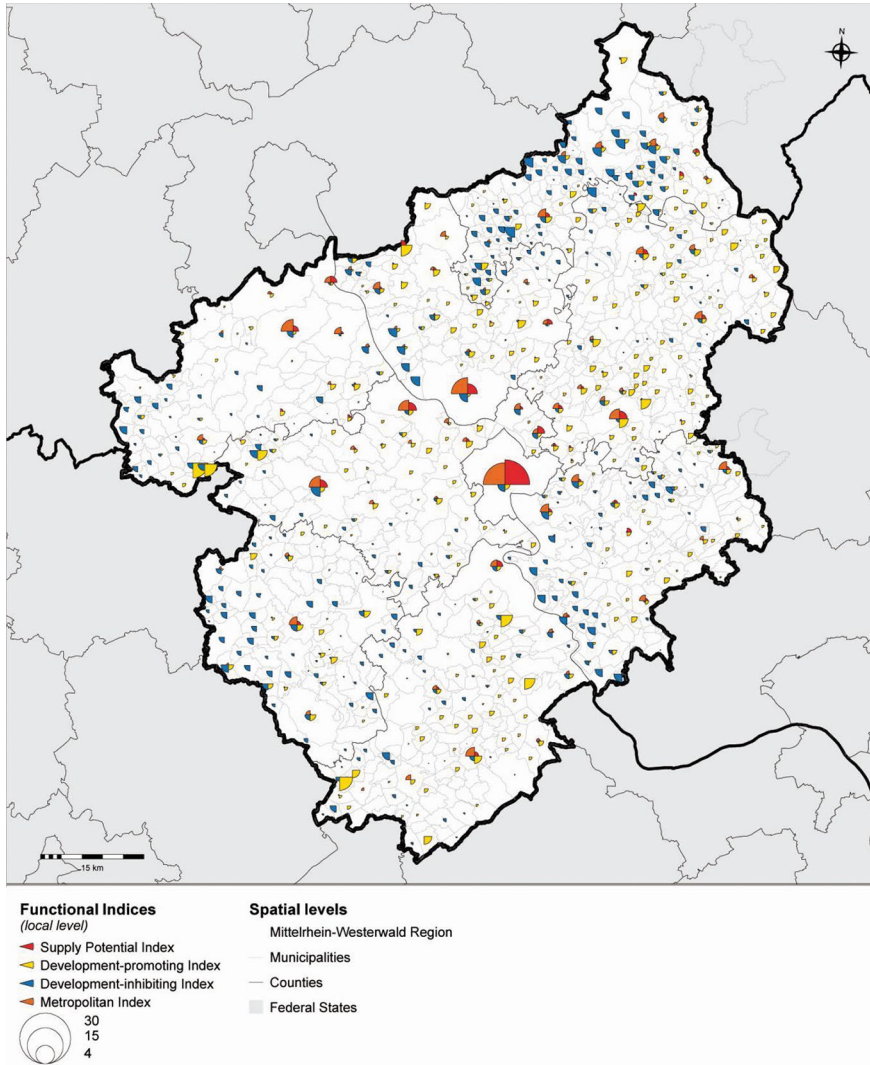 N
15 km
Functional Indices
(local level)
Supply Potential Index
Development-promoting Index
Development-inhibiting Index
Metropolitan Index
30
15
4
Spatial levels
Mittelrhein-Westerwald Region
Municipalities
Counties
Federal States